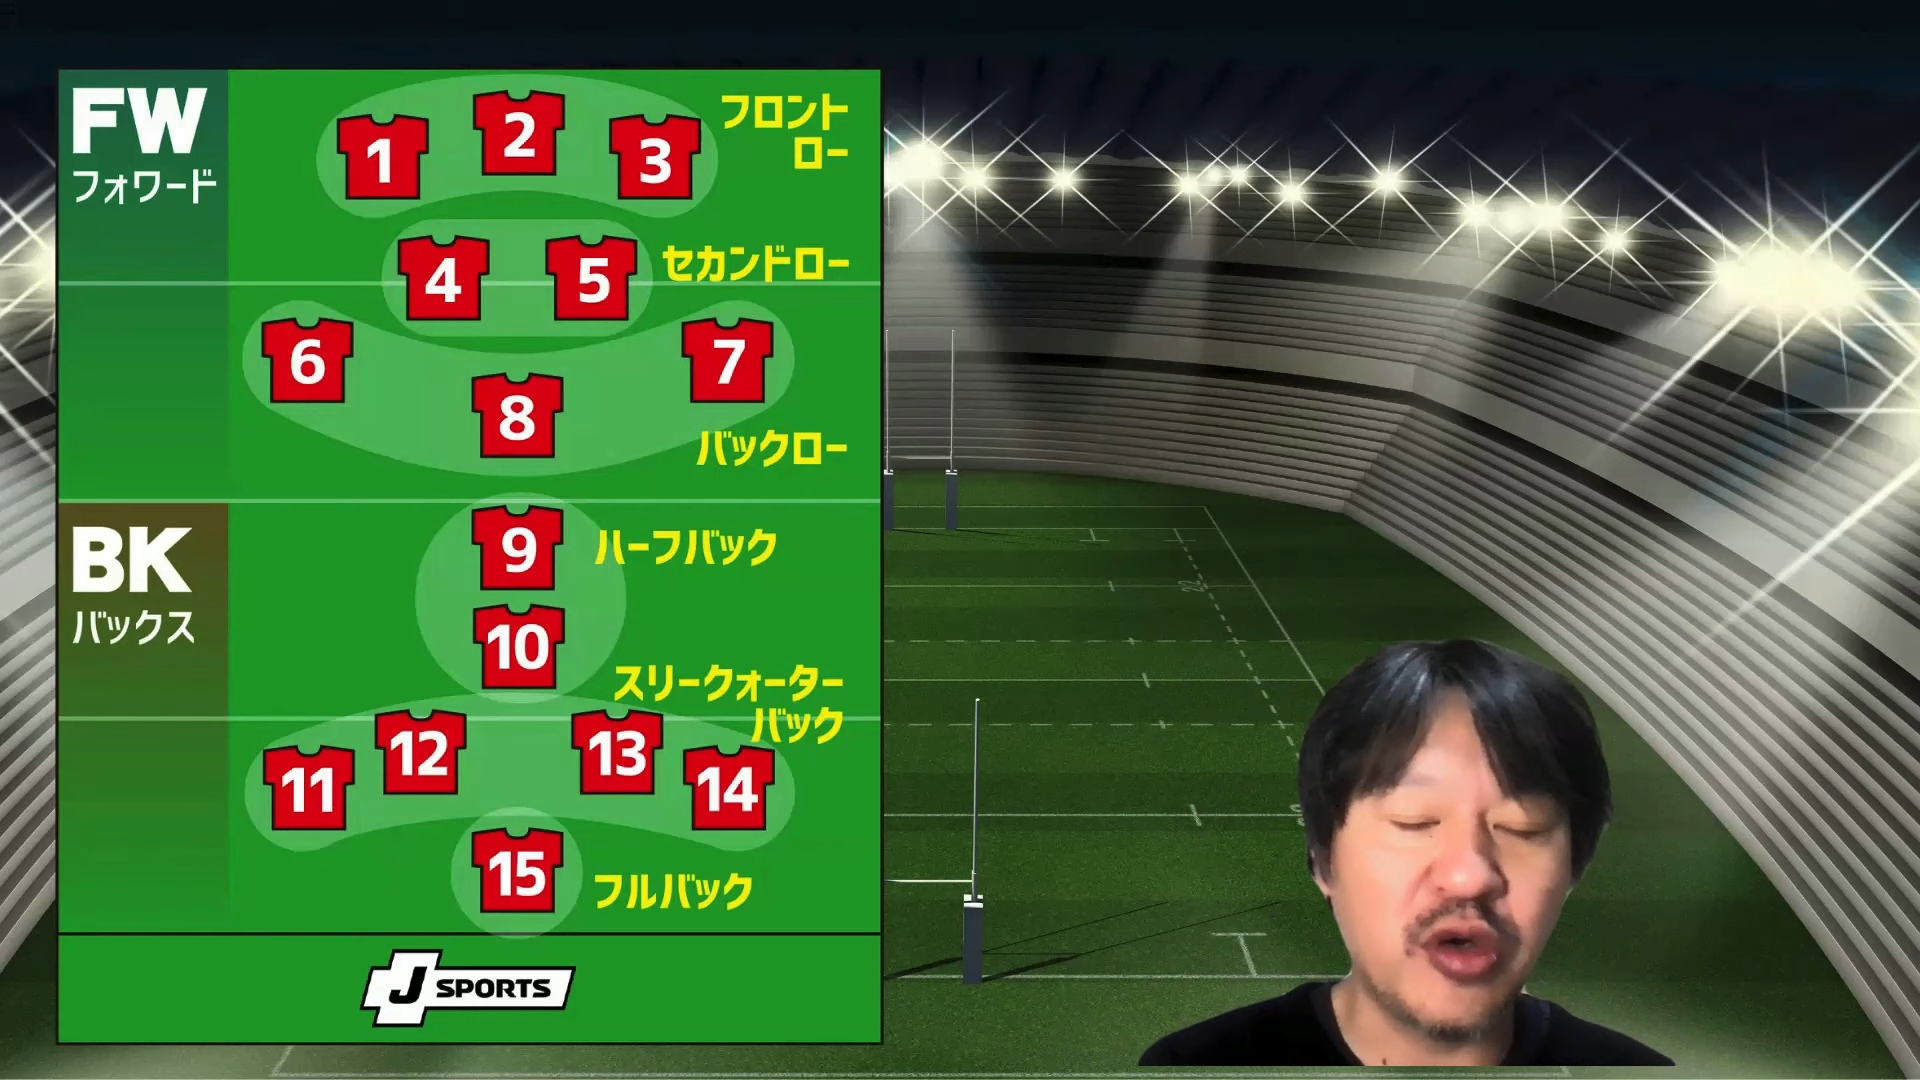 FW
フォワード
1
2
3
フロント
ロー
4
5
セカンドロー
6
7
8
バックロー
BK
バックス
9
ハーフバック
10
スリークォーター
バック
11
12
13
14
15
フルバック
J SPORTS
22